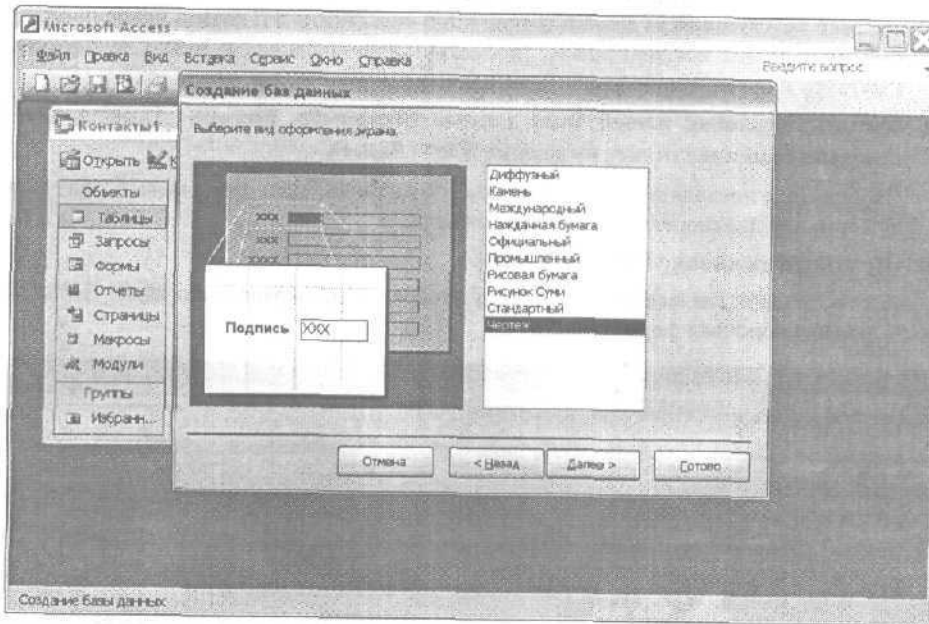 Microsoft Access
Файл Правка Вид Вставка Сервис Окно Справка
Введите вопрос
Создание баз данных
Контакты1
Выберите вид оформления экрана.
Открыть К
Объекты
Таблицы
Запросы
Формы
Отчеты
Страницы
Макросы
Модули
Группы
Избранн...
xxx
xxx
xxxx
Подпись XXX
Диффузный
Камень
Международный
Наждачная бумага
Официальный
Промышленный
Рисовая бумага
Рисунок Суми
Стандартный
Чертеж
Отмена
< Назад
Далее >
Готово
Создание базы данных